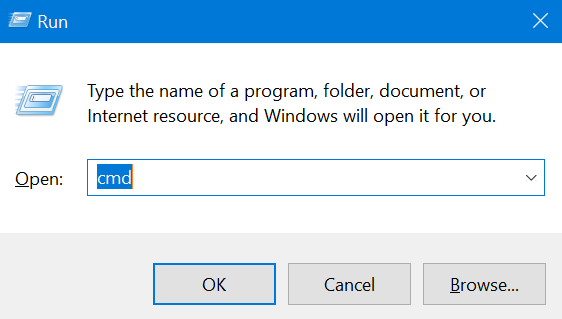 Run
Type the name of a program, folder, document, or
Internet resource, and Windows will open it for you.
Open: cmd
OK Cancel Browse...